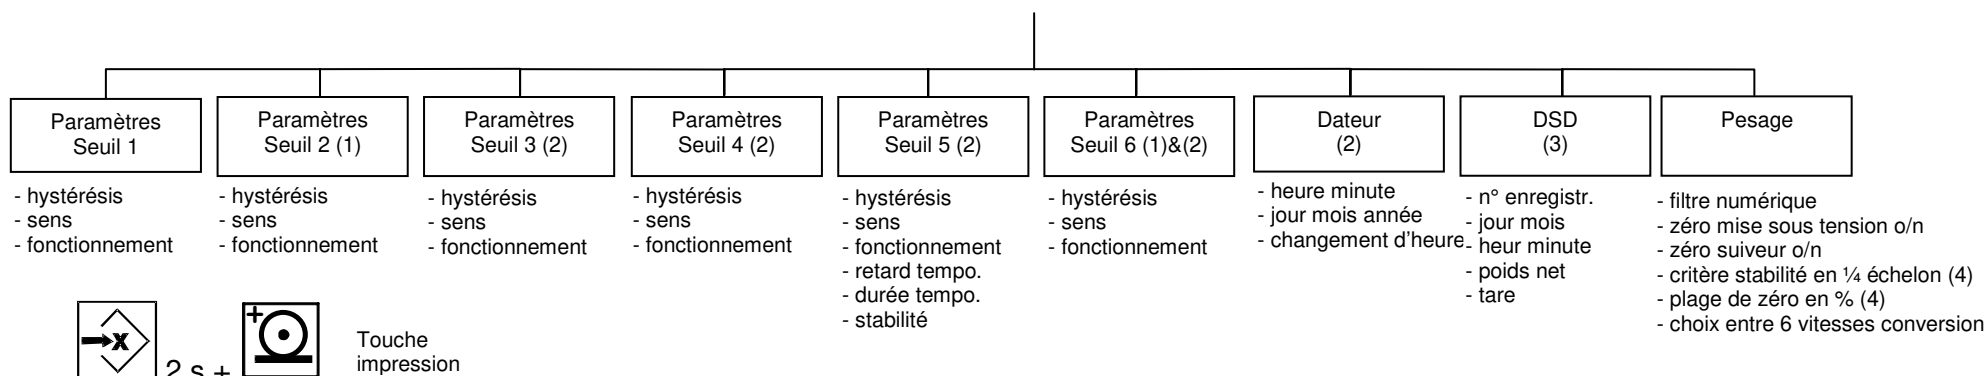 Paramètres
Seuil 1
- hystérésis
- sens
- fonctionnement
Paramètres
Seuil 2 (1)
- hystérésis
- sens
- fonctionnement
Paramètres
Seuil 3 (2)
- hystérésis
- sens
- fonctionnement
Paramètres
Seuil 4 (2)
- hystérésis
- sens
- fonctionnement
Paramètres
Seuil 5 (2)
- hystérésis
- sens
- fonctionnement
- retard tempo.
- durée tempo.
- stabilité
Paramètres
Seuil 6 (1)&(2)
- hystérésis
- sens
- fonctionnement
Dateur
(2)
- heure minute
- jour mois année
- changement d’heure
DSD
(3)
- n° enregistr.
- jour mois
- heur minute
- poids net
- tare
Pesage
- filtre numérique
- zéro mise sous tension o/n
- zéro suiveur o/n
- critère stabilité en ¼ échelon (4)
- plage de zéro en % (4)
- choix entre 6 vitesses conversion
X
2 s +
+
Touche
impression